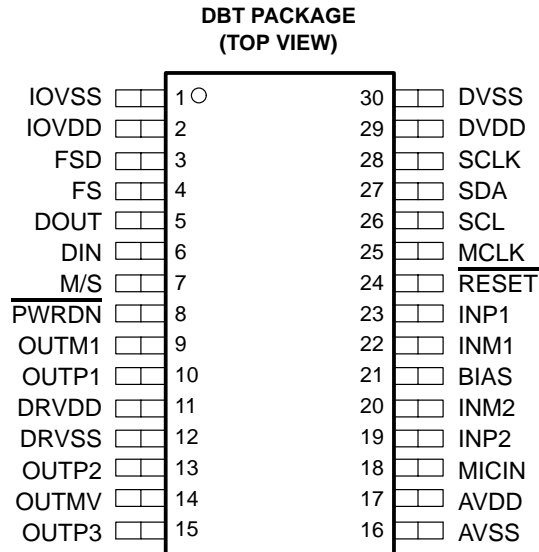 DBT PACKAGE
(TOP VIEW)
IOVSS 1 30 DVSS
IOVDD 2 29 DVDD
FSD 3 28 SCLK
FS 4 27 SDA
DOUT 5 26 SCL
DIN 6 25 MCLK
M/S 7 24 RESET
PWRDN 8 23 INP1
OUTM1 9 22 INM1
OUTP1 10 21 BIAS
DRVDD 11 20 INM2
DRVSS 12 19 INP2
OUTP2 13 18 MICIN
OUTMV 14 17 AVDD
OUTP3 15 16 AVSS